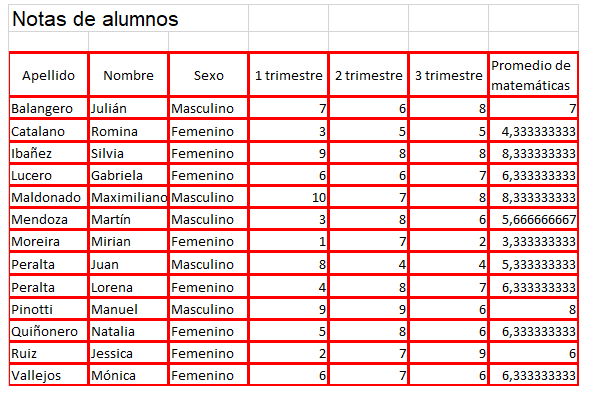 Notas de alumnos
Apellido Nombre Sexo 1 trimestre 2 trimestre 3 trimestre Promedio de matemáticas
Balangero Julián Masculino 7 6 8 7
Catalano Romina Femenino 3 5 5 4,333333333
Ibañez Silvia Femenino 9 8 8 8,333333333
Lucero Gabriela Femenino 6 6 7 6,333333333
Maldonado Maximiliano Masculino 10 7 8 8,333333333
Mendoza Martín Masculino 3 8 6 5,666666667
Moreira Mirian Femenino 1 7 2 3,333333333
Peralta Juan Masculino 8 4 4 5,333333333
Peralta Lorena Femenino 4 8 7 6,333333333
Pinotti Manuel Masculino 9 9 6 8
Quiñonero Natalia Femenino 5 8 6 6,333333333
Ruiz Jessica Femenino 2 7 9 6
Vallejos Mónica Femenino 6 7 6 6,333333333